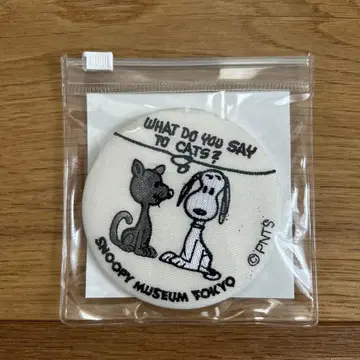 WHAT DO YOU SAY
TO CATS?
©PNTS
SNOOPY MUSEUM TOKYO